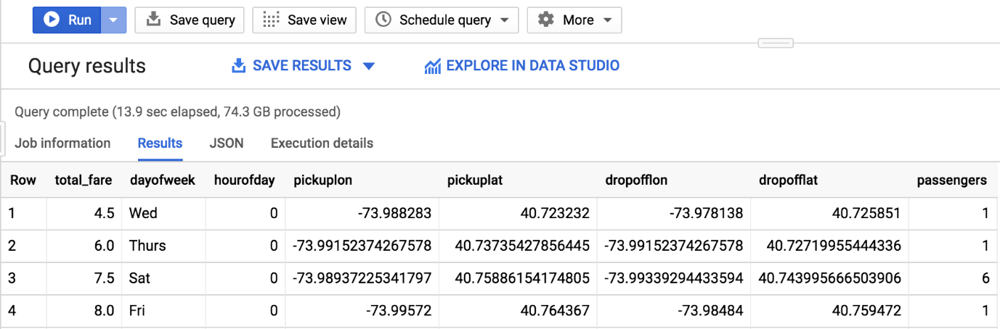 Run Save query Save view Schedule query More
Query results SAVE RESULTS EXPLORE IN DATA STUDIO
Query complete (13.9 sec elapsed, 74.3 GB processed)
Job information Results JSON Execution details
Row total_fare dayofweek hourofday pickuplon pickuplat dropofflon dropofflat passengers
1 4.5 Wed 0 -73.988283 40.723232 -73.978138 40.725851 1
2 6.0 Thurs 0 -73.99152374267578 40.73735427856445 -73.99152374267578 40.72719955444336 1
3 7.5 Sat 0 -73.98937225341797 40.75886154174805 -73.99339294433594 40.743995666503906 6
4 8.0 Fri 0 -73.99572 40.764367 -73.98484 40.759472 1